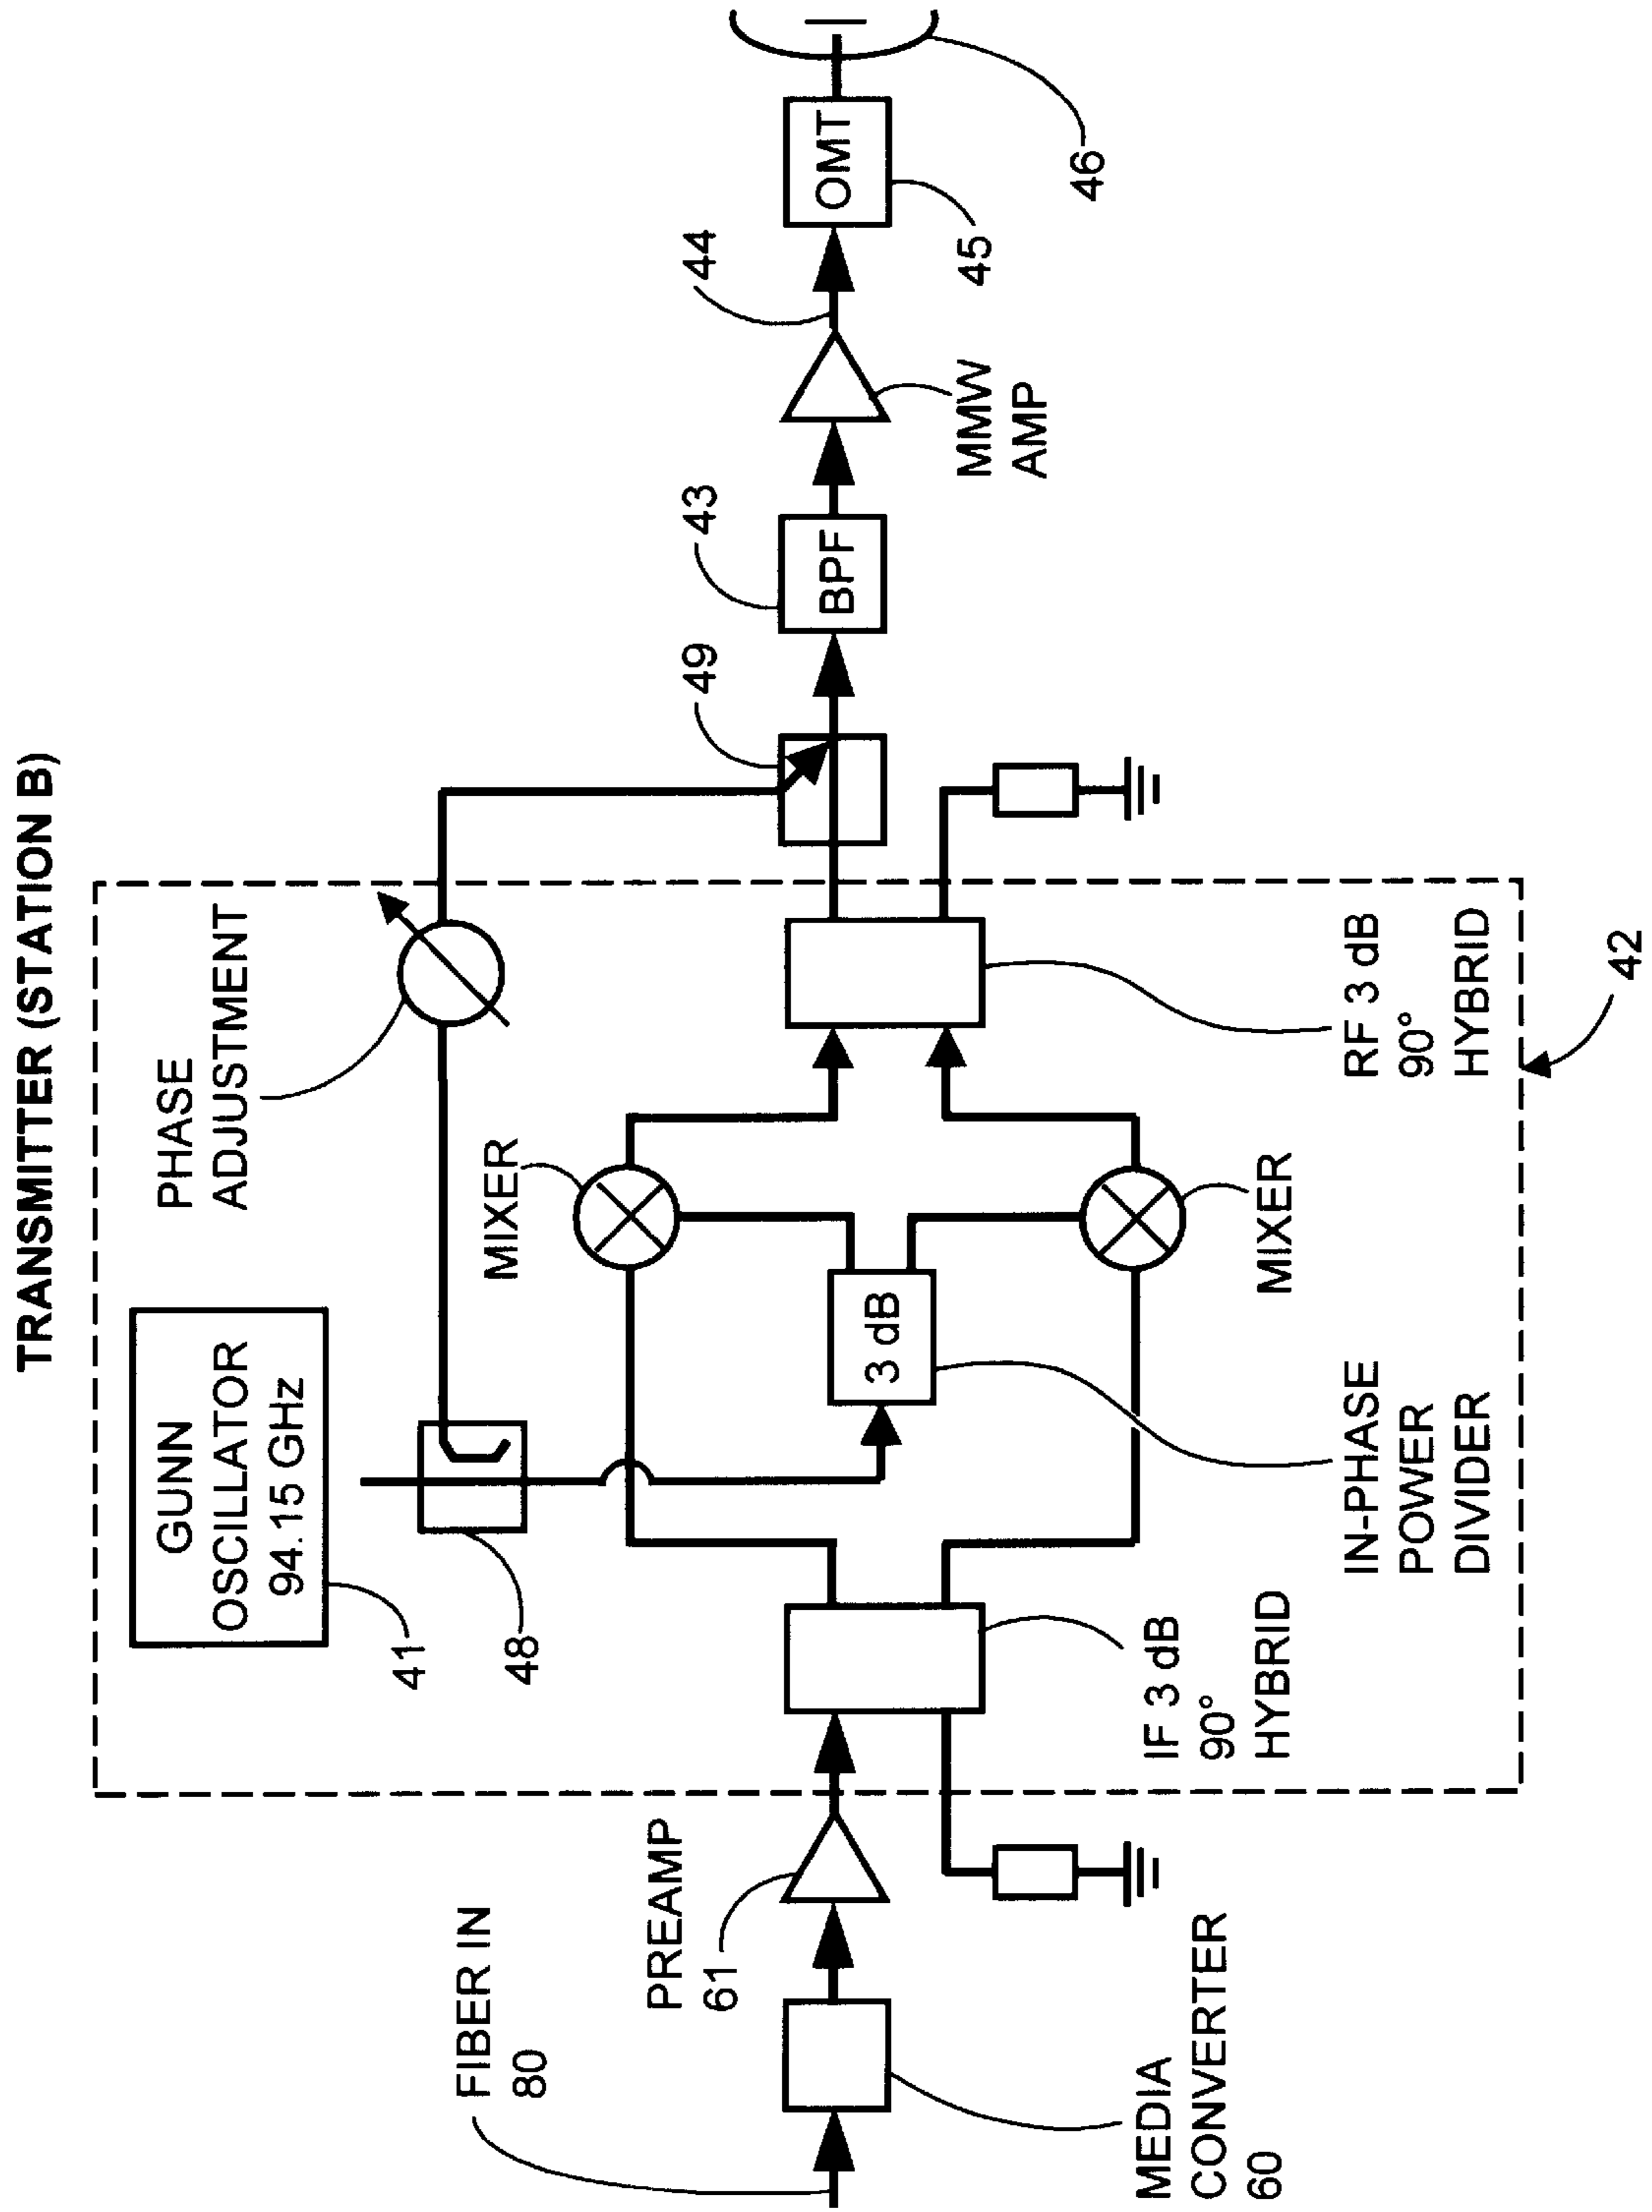 TRANSMITTER (STATION B)
GUNN
OSCILLATOR
94.15 GHz
41
48
PHASE
ADJUSTMENT
FIBER IN
80
PREAMP
61
MIXER
49
43
44
3 dB
BPF
OMT
MEDIA
CONVERTER
60
IF 3 dB
90°
HYBRID
IN-PHASE
POWER
DIVIDER
MIXER
RF 3 dB
90°
HYBRID
42
MMW
AMP
45
46